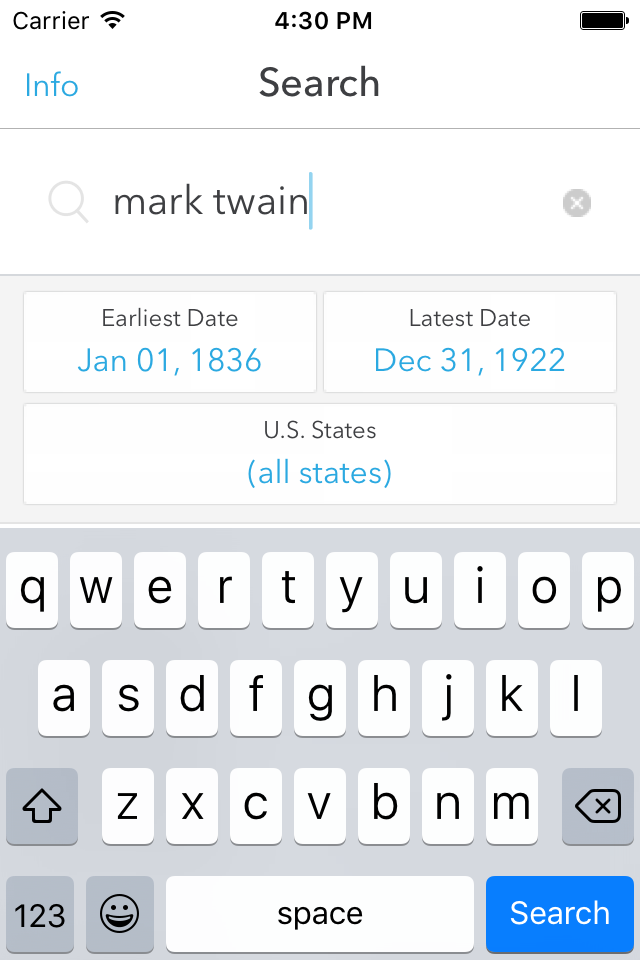 Carrier 4:30 PM
Info Search
mark twain
Earliest Date Latest Date
Jan 01, 1836 Dec 31, 1922
U.S. States
(all states)
q w e r t y u i o p
a s d f g h j k l
z x c v b n m
123 space Search